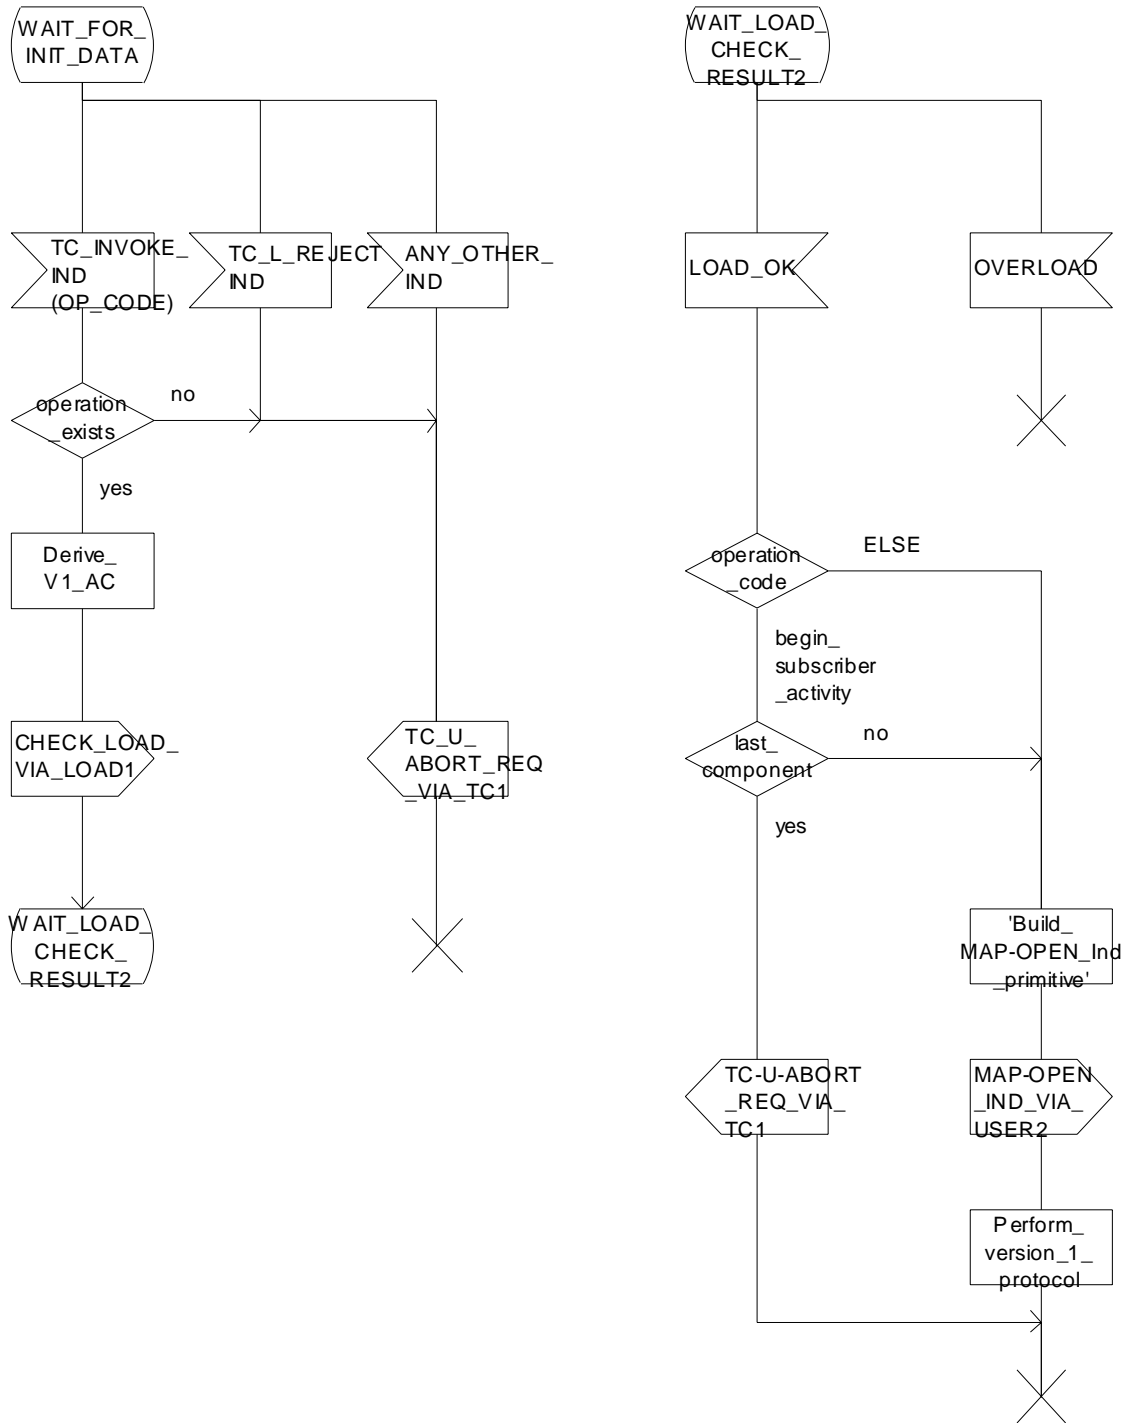 WAIT_FOR_
INIT_DATA
TC_INVOKE_
IND
(OP_CODE)
TC_L_REJECT
IND
ANY_OTHER_
IND
operation
_exists
no
yes
Derive_
V1_AC
CHECK_LOAD_
VIA_LOAD1
TC_U_
ABORT_REQ
_VIA_TC1
WAIT_LOAD_
CHECK_
RESULT2
WAIT_LOAD_
CHECK_
RESULT2
LOAD_OK
OVERLOAD
operation
_code
ELSE
begin_
subscriber
_activity
last_
component
no
yes
'Build_
MAP-OPEN_Ind
_primitive'
TC-U-ABORT
_REQ_VIA_
TC1
MAP-OPEN
_IND_VIA_
USER2
Perform_
version_1_
protocol